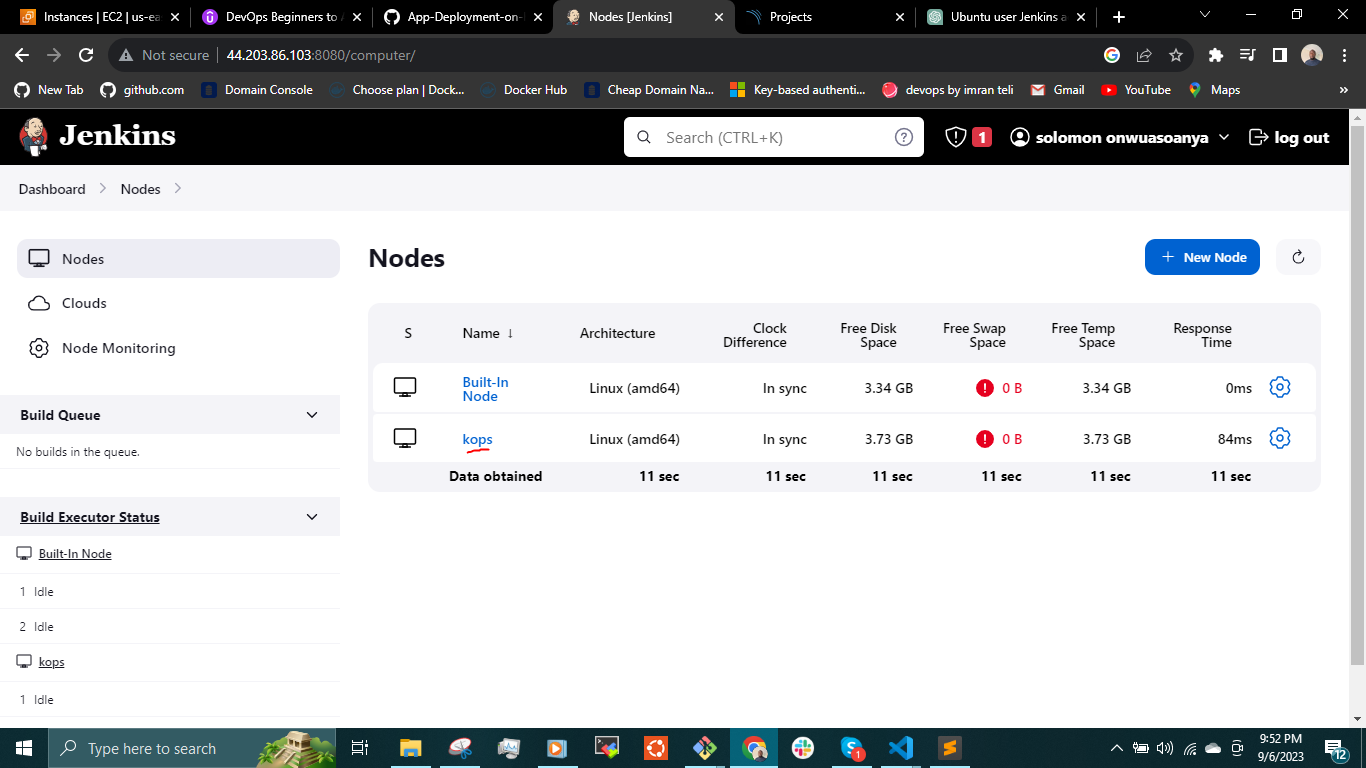 Instances | EC2 | us-ea
DevOps Beginners to A
App-Deployment-on-
Nodes [Jenkins]
Projects
Ubuntu user Jenkins a
Not secure
44.203.86.103:8080/computer/
New Tab
github.com
Domain Console
Choose plan | Dock...
Docker Hub
Cheap Domain Na...
Key-based authenti...
devops by imran teli
Gmail
YouTube
Maps
»
Jenkins
Search (CTRL+K)
?
1
solomon onwuasoanya
log out
Dashboard
Nodes
Nodes
Clouds
Node Monitoring
Build Queue
No builds in the queue.
Build Executor Status
Built-In Node
1 Idle
2 Idle
kops
1 Idle
Nodes
+ New Node
S Name ↓ Architecture Clock Difference Free Disk Space Free Swap Space Free Temp Space Response Time
Built-In Node Linux (amd64) In sync 3.34 GB ! 0 B 3.34 GB 0ms
kops Linux (amd64) In sync 3.73 GB ! 0 B 3.73 GB 84ms
Data obtained 11 sec 11 sec 11 sec 11 sec 11 sec 11 sec
Type here to search
1
9:52 PM
9/6/2023
12